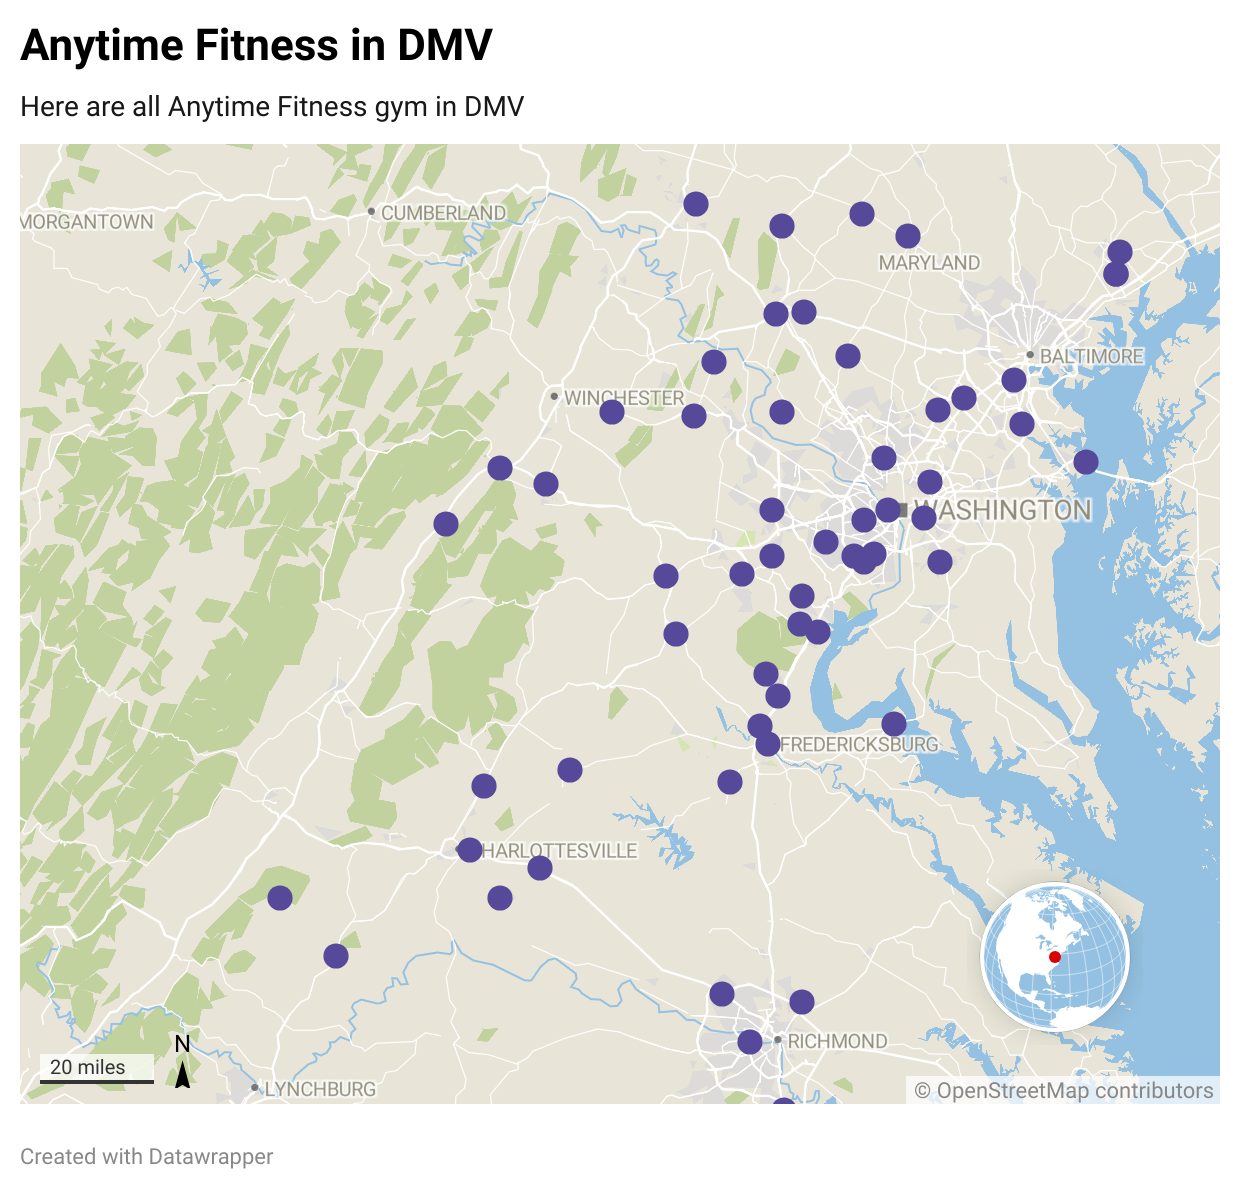 Anytime Fitness in DMV
Here are all Anytime Fitness gym in DMV
CUMBERLAND
MORGANTOWN
MARYLAND
BALTIMORE
WINCHESTER
WASHINGTON
FREDERICKSBURG
HARLOTTESVILLE
RICHMOND
N
20 miles
LYNCHBURG
© OpenStreetMap contributors
Created with Datawrapper